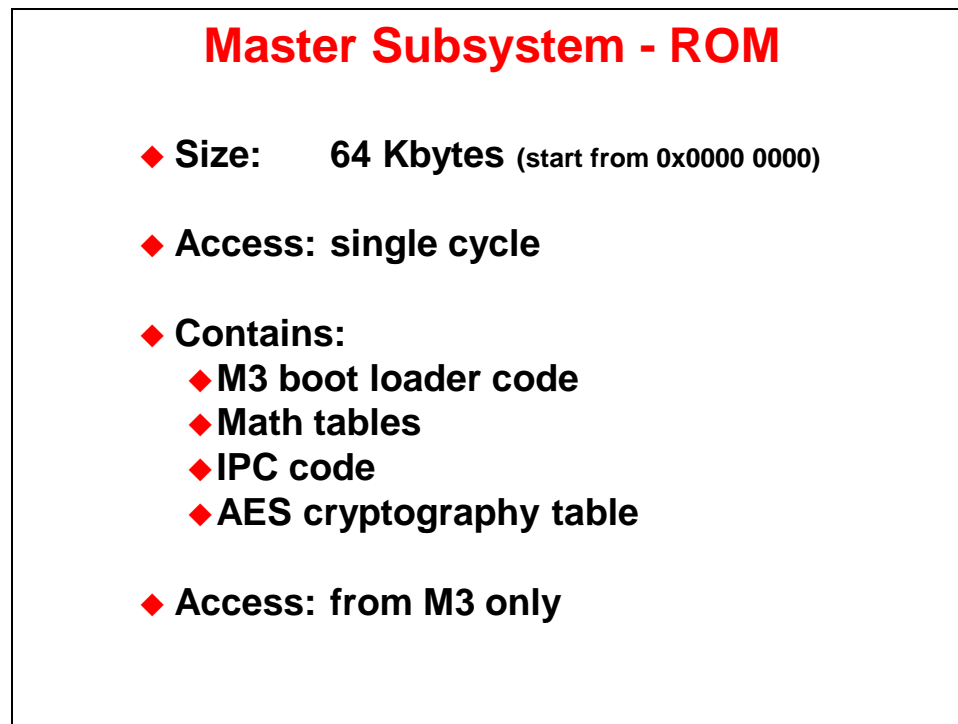 Master Subsystem - ROM
◆ Size: 64 Kbytes (start from 0x0000 0000)
◆ Access: single cycle
◆ Contains:
◆ M3 boot loader code
◆ Math tables
◆ IPC code
◆ AES cryptography table
◆ Access: from M3 only